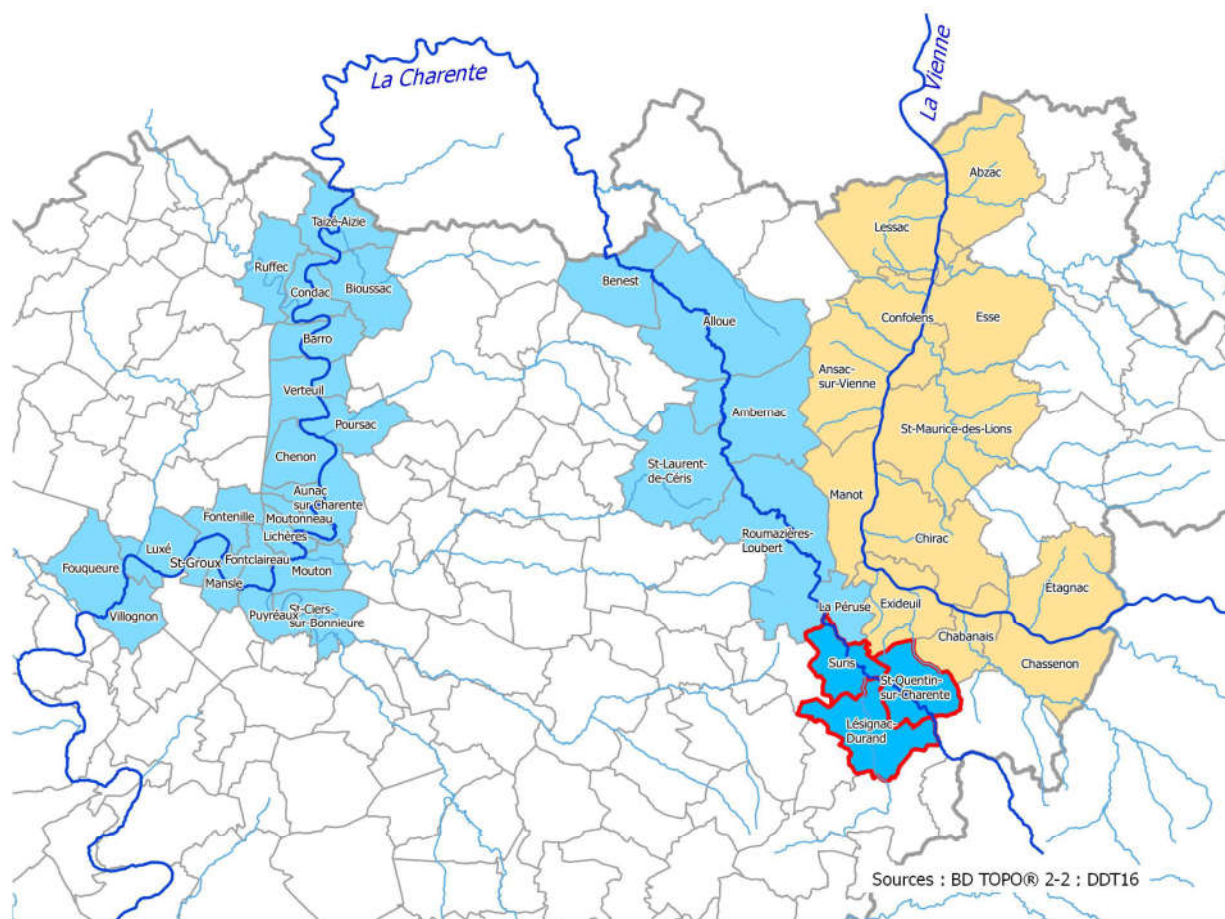 La Charente
La Vienne
Abzac
Taizé-Aizie
Lessac
Ruffec
Benest
Condac
Bioussac
Alloue
Confolens
Esse
Barro
Ansac-
sur-Vienne
Verteuil
Ambernac
Poursac
St-Maurice-des-Lions
Chenon
St-Laurent-
de-Céris
Aunac
sur Charente
Manot
Fontenille
Moutonneau
Lichères
Roumazières-
Loubert
Chirac
Luxé
St-Groux
Fontclaireau
Fouqueure
Mouton
Étagnac
Mansle
Villognon
Puyréaux
St-Ciers-
sur-Bonnieure
La Péruse
Exideuil
Chabanais
Suris
Chassenon
St-Quentin-
sur-Charente
Lésignac-
Durand
Sources : BD TOPO® 2-2 : DDT16